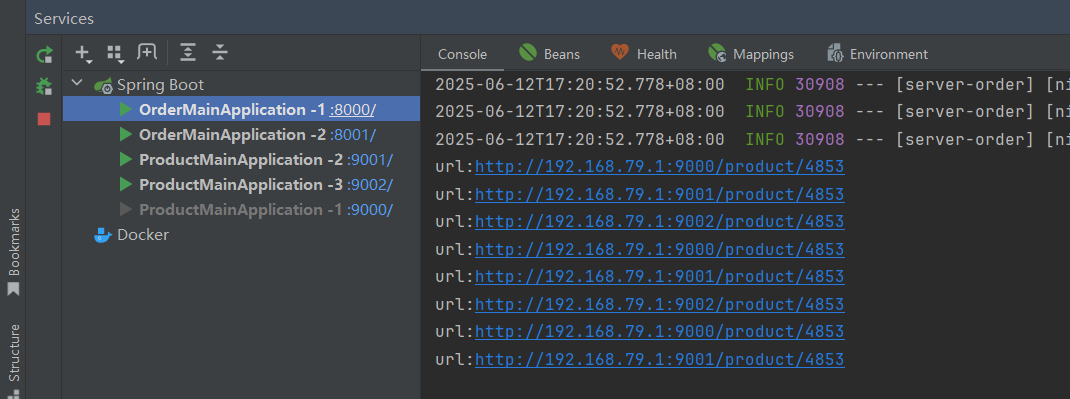 Services
Console Beans Health Mappings Environment
Spring Boot
OrderMainApplication -1 :8000/
OrderMainApplication -2 :8001/
ProductMainApplication -2 :9001/
ProductMainApplication -3 :9002/
ProductMainApplication -1 :9000/
Docker
2025-06-12T17:20:52.778+08:00 INFO 30908 --- [server-order] [ni
2025-06-12T17:20:52.778+08:00 INFO 30908 --- [server-order] [ni
2025-06-12T17:20:52.778+08:00 INFO 30908 --- [server-order] [ni
url:http://192.168.79.1:9000/product/4853
url:http://192.168.79.1:9001/product/4853
url:http://192.168.79.1:9002/product/4853
url:http://192.168.79.1:9000/product/4853
url:http://192.168.79.1:9001/product/4853
url:http://192.168.79.1:9002/product/4853
url:http://192.168.79.1:9000/product/4853
url:http://192.168.79.1:9001/product/4853
Bookmarks
Structure